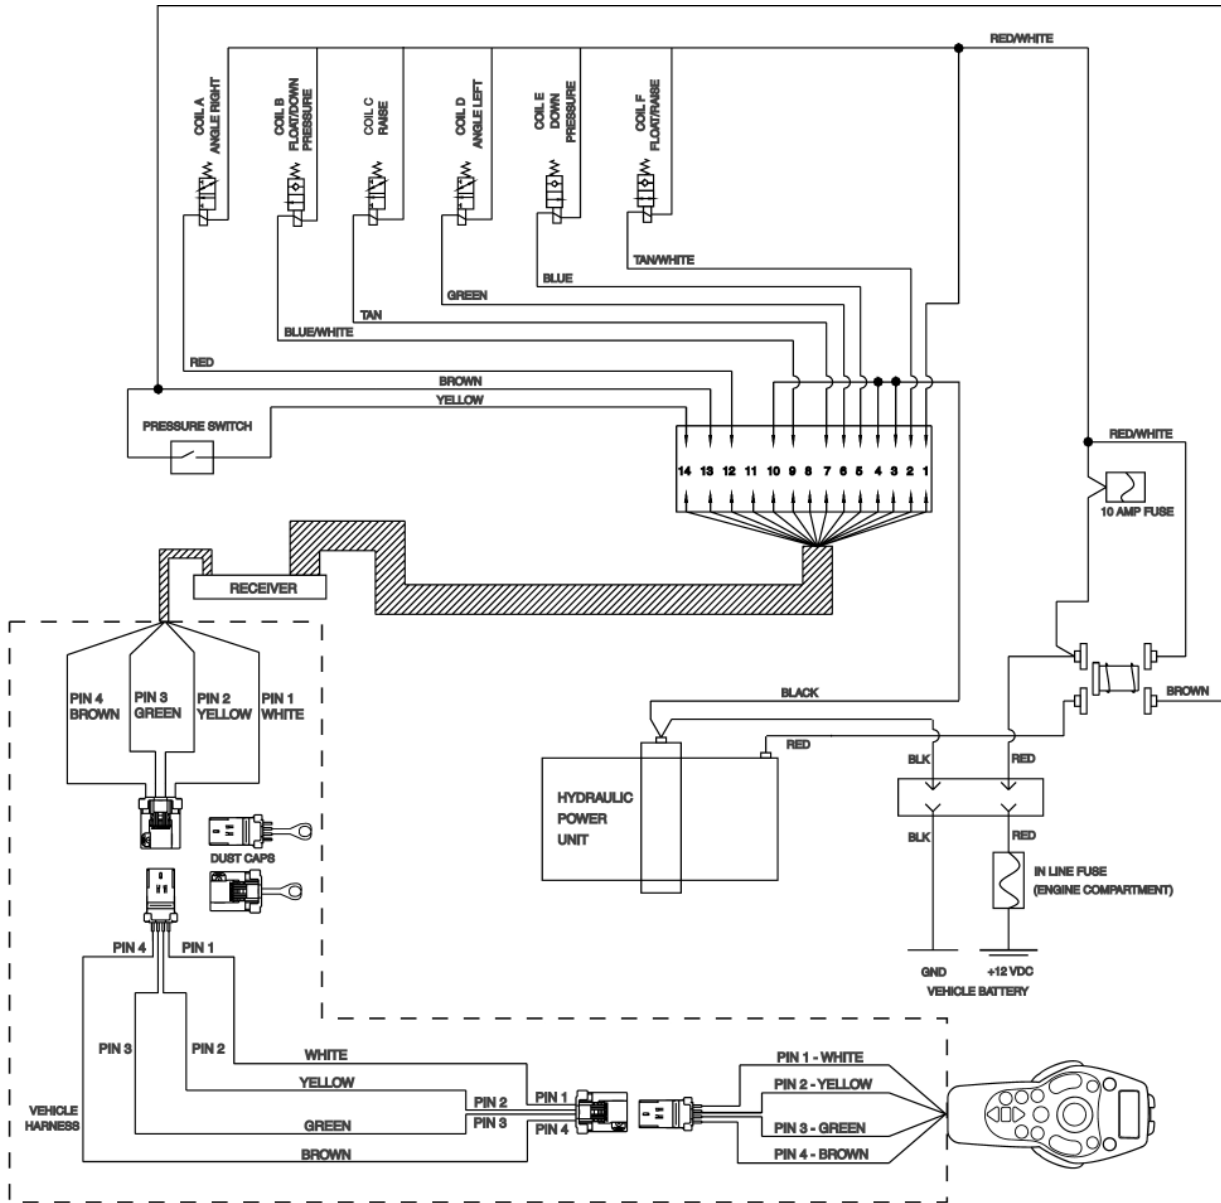 RED/WHITE
COIL A
ANGLE RIGHT
COIL B
FLOAT/DOWN
PRESSURE
COIL C
RAISE
COIL D
ANGLE LEFT
COIL E
DOWN
PRESSURE
COIL F
FLOAT/RAISE
TAN/WHITE
BLUE
GREEN
TAN
BLUE/WHITE
RED
BROWN
YELLOW
PRESSURE SWITCH
RED/WHITE
14 13 12 11 10 9 8 7 6 5 4 3 2 1
10 AMP FUSE
RECEIVER
PIN 4
BROWN
PIN 3
GREEN
PIN 2
YELLOW
PIN 1
WHITE
BLACK
BROWN
RED
BLK
RED
HYDRAULIC
POWER
UNIT
BLK
RED
DUST CAPS
IN LINE FUSE
(ENGINE COMPARTMENT)
PIN 4
PIN 1
GND
+12 VDC
VEHICLE BATTERY
PIN 3
PIN 2
WHITE
PIN 1 - WHITE
YELLOW
PIN 2 - YELLOW
PIN 1
PIN 2
VEHICLE
HARNESS
GREEN
PIN 3
PIN 4
PIN 3 - GREEN
BROWN
PIN 4 - BROWN